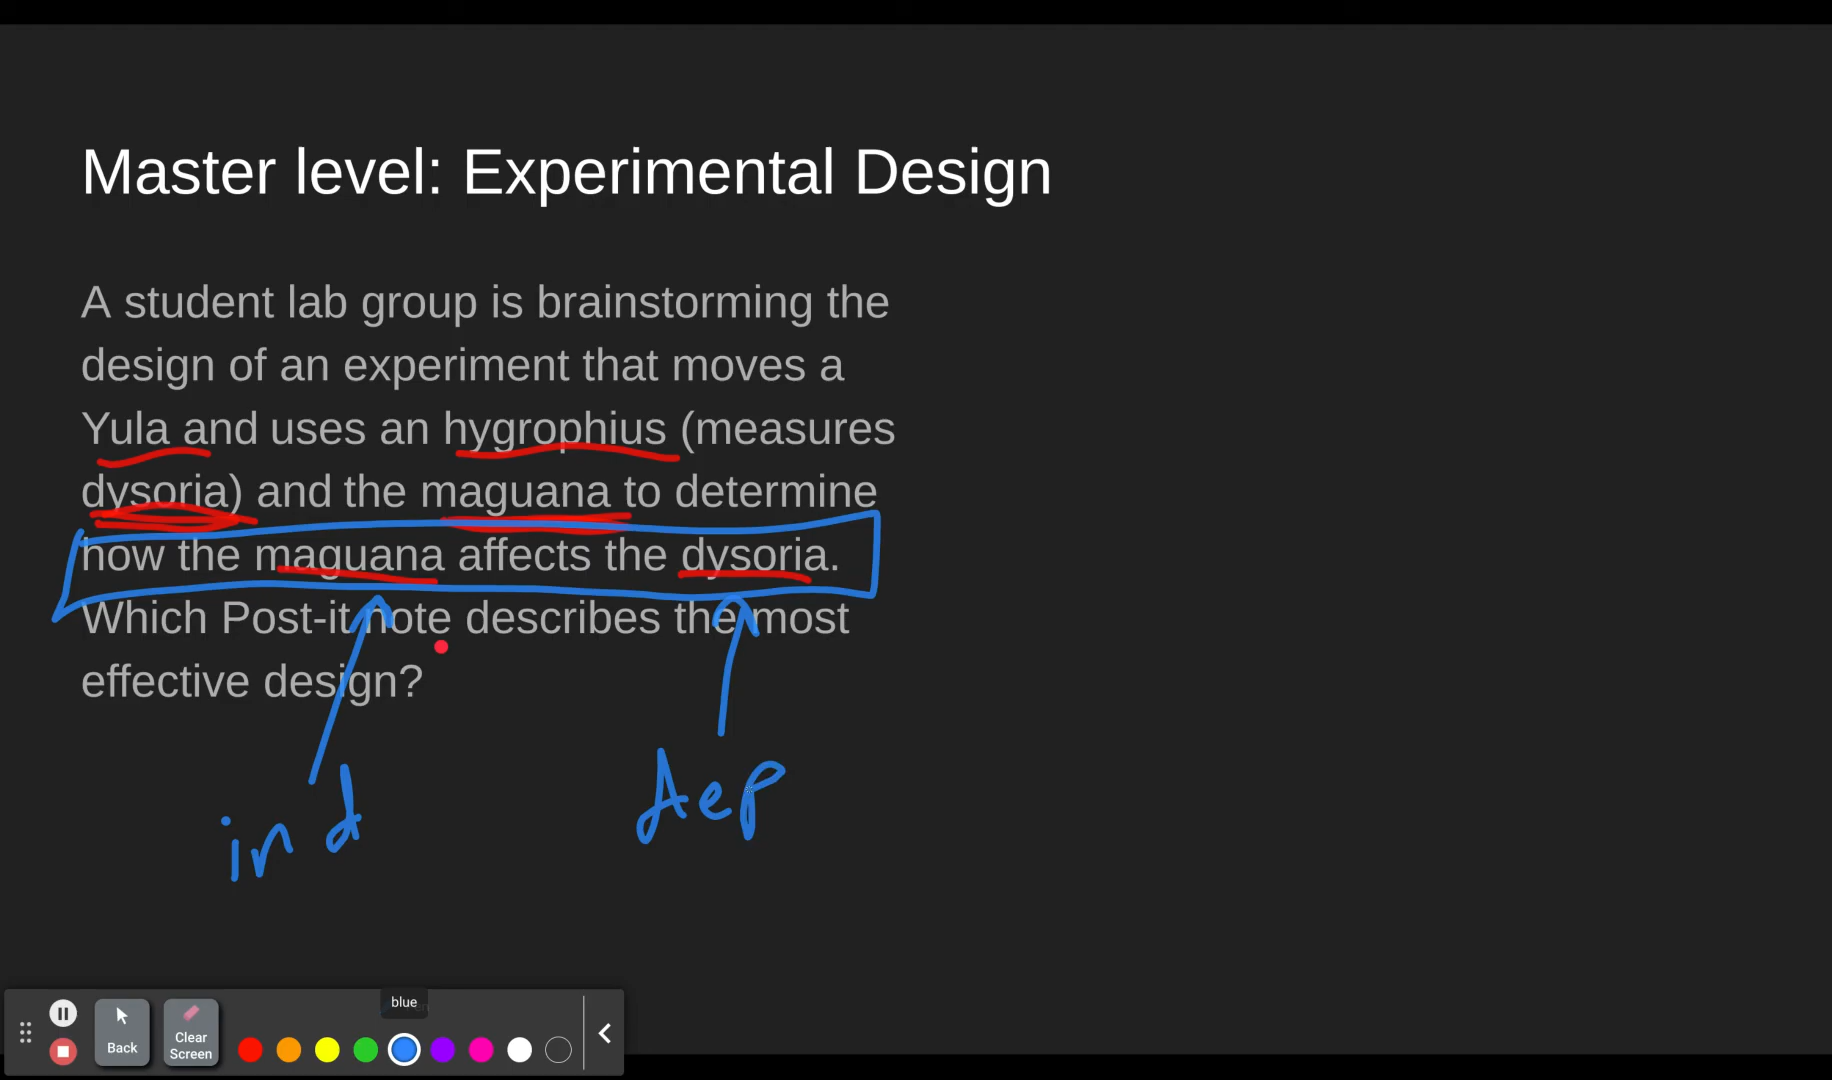 Master level: Experimental Design
A student lab group is brainstorming the
design of an experiment that moves a
Yula and uses an hygrophius (measures
dysoria) and the maguana to determine
how the maguana affects the dysoria.
Which Post-it note describes the most
effective design?
ind
dep
blue
Back
Clear
Screen